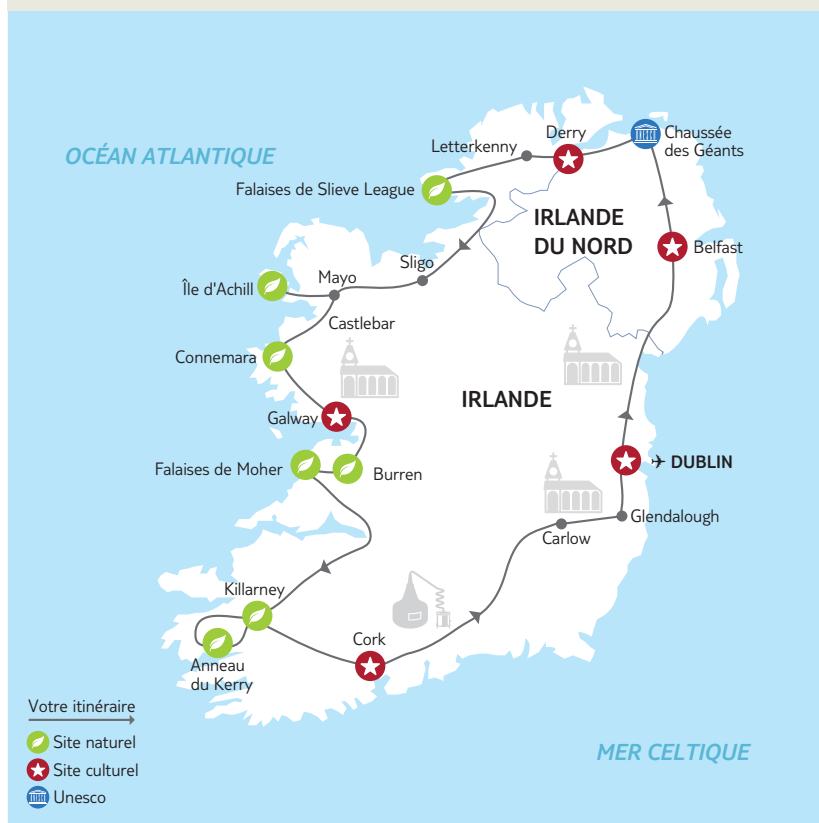 OCÉAN ATLANTIQUE
Letterkenny
Derry
Chaussée
des Géants
Falaises de Slieve League
IRLANDE
DU NORD
Belfast
Sligo
Mayo
Île d'Achill
Castlebar
Connemara
IRLANDE
Galway
Falaises de Moher
Burren
DUBLIN
Glendalough
Carlow
Killarney
Cork
Anneau
du Kerry
Votre itinéraire
Site naturel
Site culturel
Unesco
MER CELTIQUE